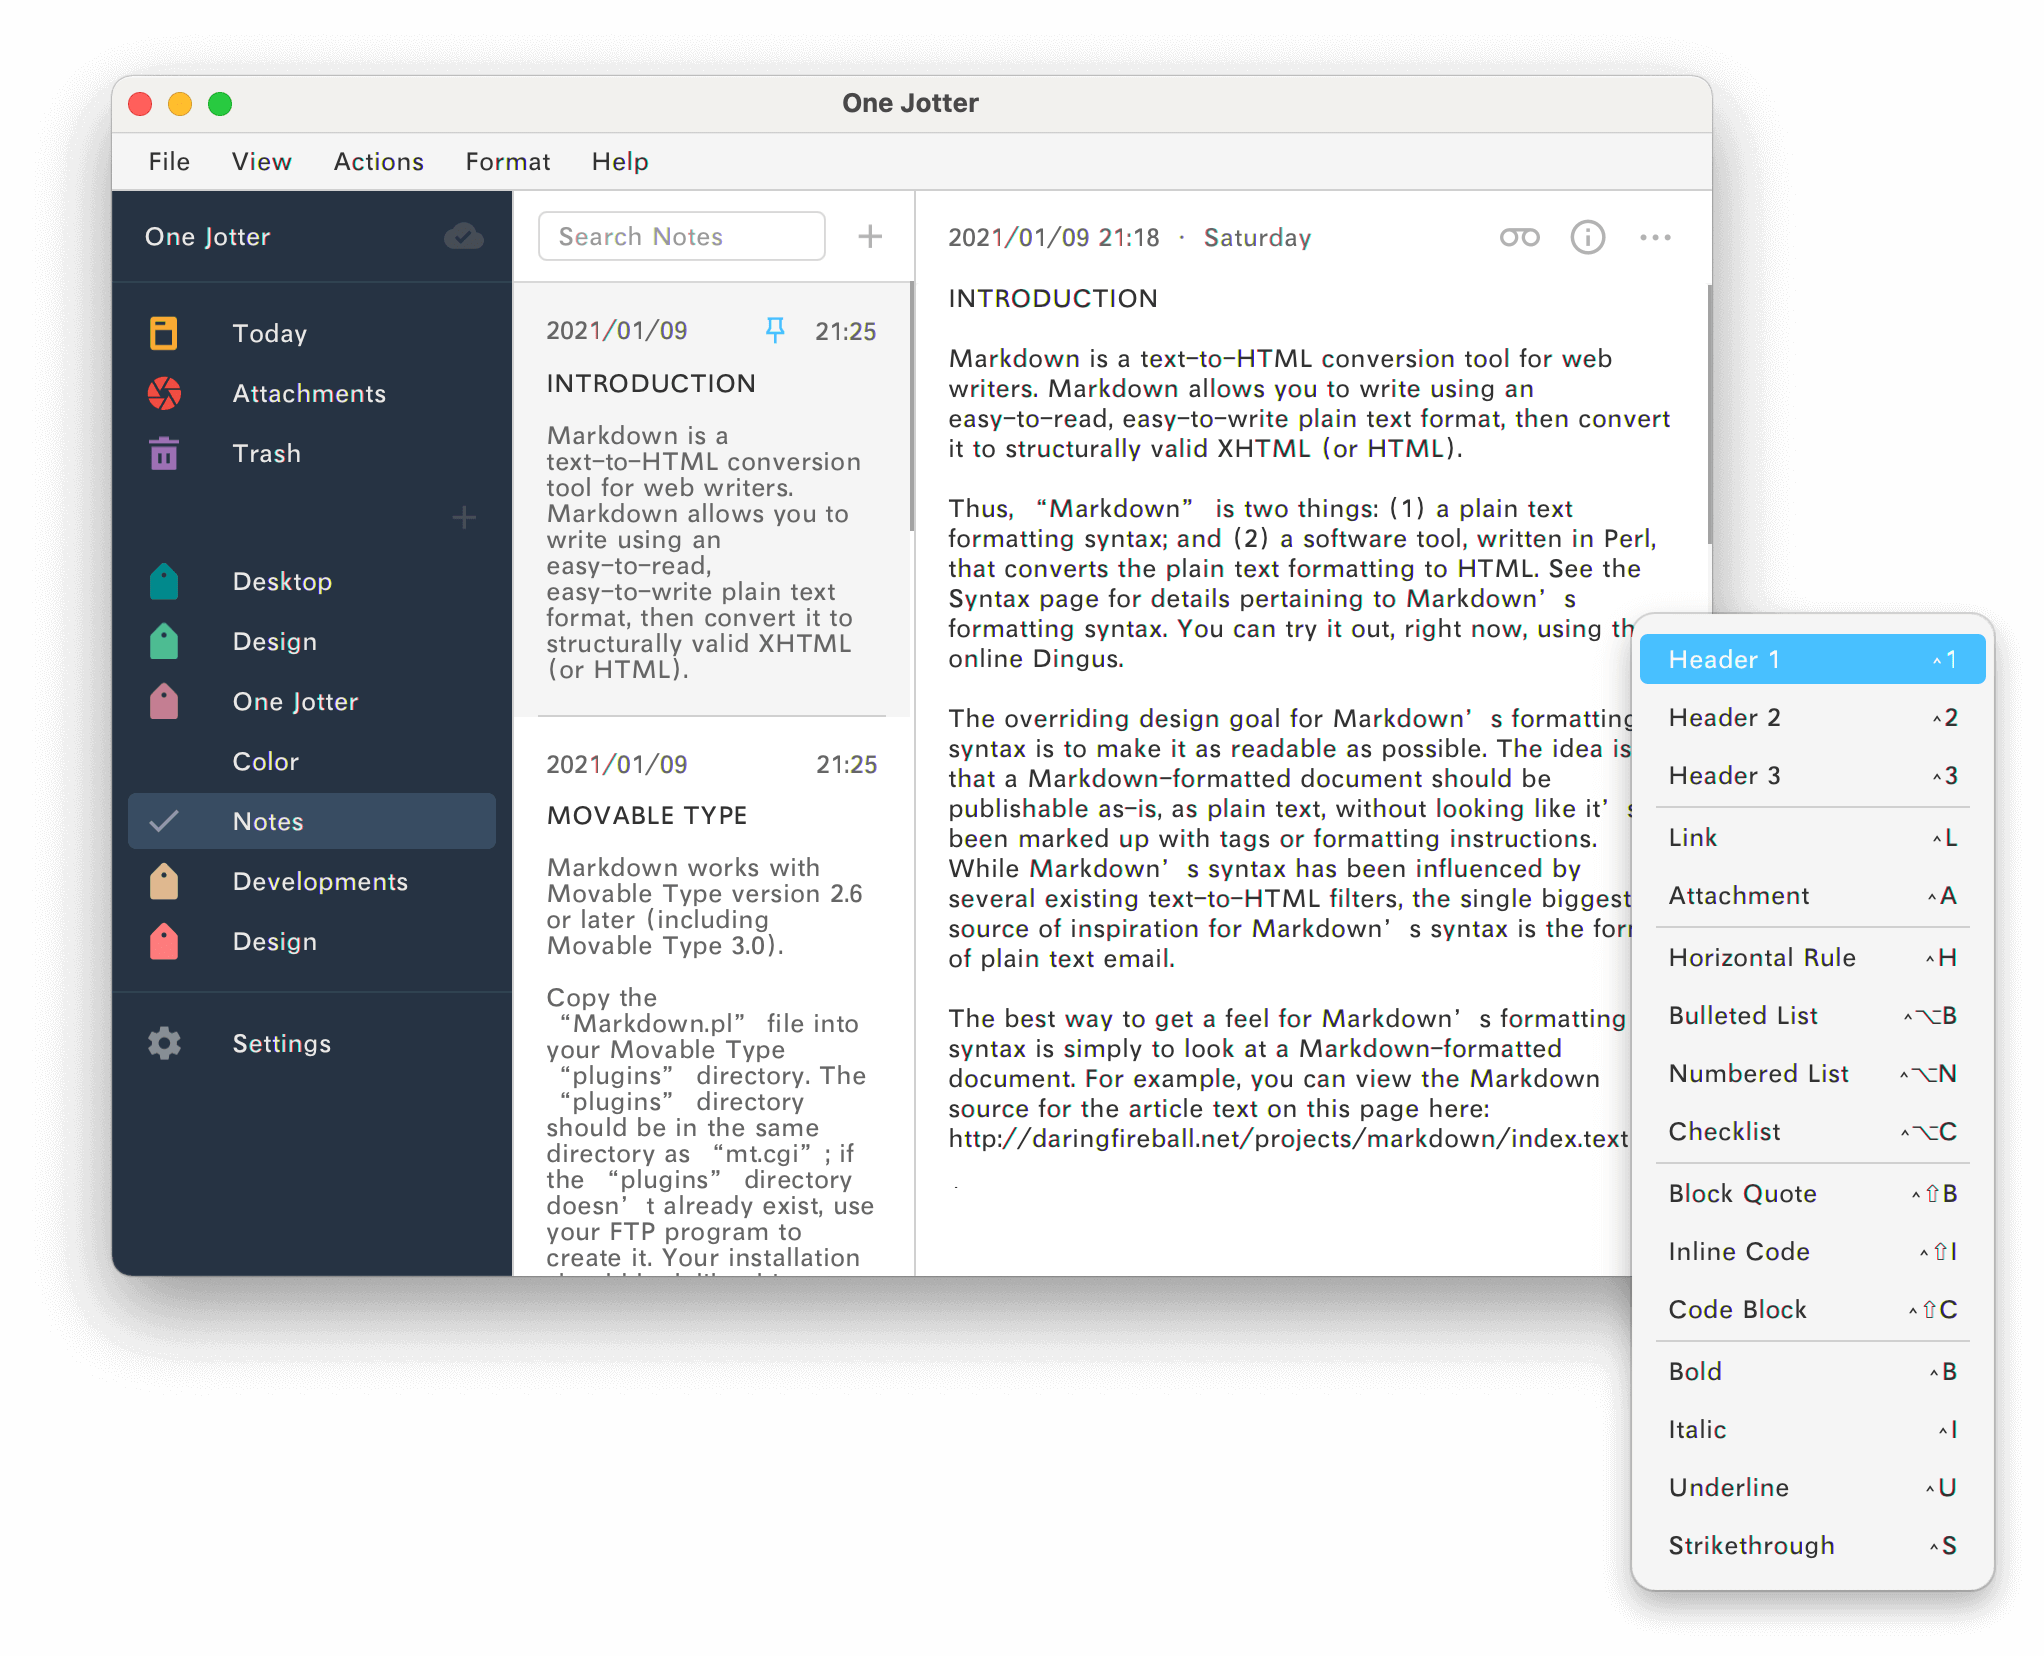 One Jotter
File View Actions Format Help
One Jotter
Today
Attachments
Trash
Desktop
Design
One Jotter
Color
Notes
Developments
Design
Settings
Search Notes
2021/01/09 21:25
INTRODUCTION
Markdown is a
text-to-HTML conversion
tool for web writers.
Markdown allows you to
write using an
easy-to-read,
easy-to-write plain text
format, then convert it to
structurally valid XHTML
(or HTML).
2021/01/09 21:25
MOVABLE TYPE
Markdown works with
Movable Type version 2.6
or later (including
Movable Type 3.0).
Copy the
“Markdown.pl” file into
your Movable Type
“plugins” directory. The
“plugins” directory
should be in the same
directory as “mt.cgi”; if
the “plugins” directory
doesn’t already exist, use
your FTP program to
create it. Your installation
2021/01/09 21:18 · Saturday
INTRODUCTION
Markdown is a text-to-HTML conversion tool for web
writers. Markdown allows you to write using an
easy-to-read, easy-to-write plain text format, then convert
it to structurally valid XHTML (or HTML).
Thus, “Markdown” is two things: (1) a plain text
formatting syntax; and (2) a software tool, written in Perl,
that converts the plain text formatting to HTML. See the
Syntax page for details pertaining to Markdown’s
formatting syntax. You can try it out, right now, using th
online Dingus.
The overriding design goal for Markdown’s formatting
syntax is to make it as readable as possible. The idea is
that a Markdown-formatted document should be
publishable as-is, as plain text, without looking like it’s
been marked up with tags or formatting instructions.
While Markdown’s syntax has been influenced by
several existing text-to-HTML filters, the single biggest
source of inspiration for Markdown’s syntax is the for
of plain text email.
The best way to get a feel for Markdown’s formatting
syntax is simply to look at a Markdown-formatted
document. For example, you can view the Markdown
source for the article text on this page here:
http://daringfireball.net/projects/markdown/index.text
Header 1 ^1
Header 2 ^2
Header 3 ^3
Link ^L
Attachment ^A
Horizontal Rule ^H
Bulleted List ^⌥B
Numbered List ^⌥N
Checklist ^⌥C
Block Quote ^⇧B
Inline Code ^⇧I
Code Block ^⇧C
Bold ^B
Italic ^I
Underline ^U
Strikethrough ^S